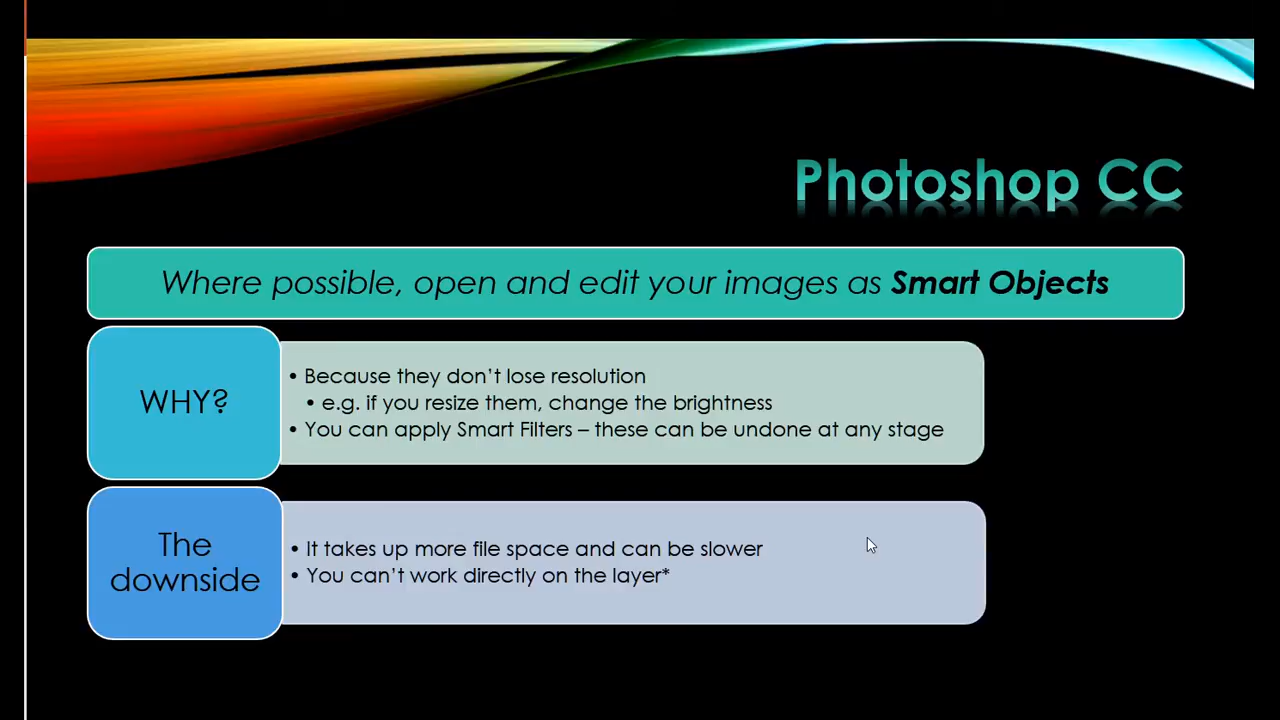 Photoshop CC
Where possible, open and edit your images as Smart Objects
WHY?
• Because they don’t lose resolution
• e.g. if you resize them, change the brightness
• You can apply Smart Filters – these can be undone at any stage
The
downside
• It takes up more file space and can be slower
• You can’t work directly on the layer*